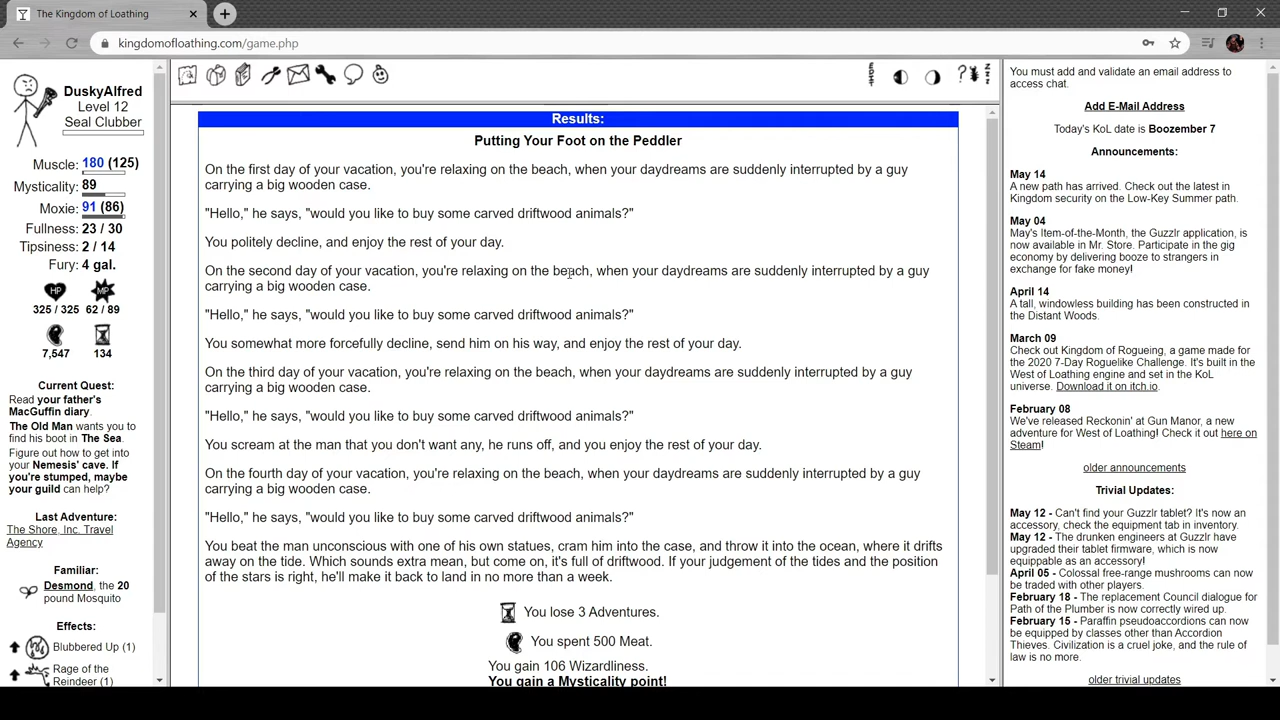 The Kingdom of Loathing
kingdomofloathing.com/game.php
DuskyAlfred
Level 12
Seal Clubber
Muscle: 180 (125)
Mysticality: 89
Moxie: 91 (86)
Fullness: 23 / 30
Tipsiness: 2 / 14
Fury: 4 gal.
HP
MP
325 / 325
62 / 89
7,547
134
Current Quest:
Read your father's
MacGuffin diary.
The Old Man wants you to
find his boot in The Sea.
Figure out how to get into
your Nemesis' cave. If
you're stumped, maybe
your guild can help?
Last Adventure:
The Shore, Inc. Travel
Agency
Familiar:
Desmond, the 20
pound Mosquito
Effects:
Blubbered Up (1)
Rage of the
Reindeer (1)
Results:
Putting Your Foot on the Peddler
On the first day of your vacation, you're relaxing on the beach, when your daydreams are suddenly interrupted by a guy
carrying a big wooden case.
"Hello," he says, "would you like to buy some carved driftwood animals?"
You politely decline, and enjoy the rest of your day.
On the second day of your vacation, you're relaxing on the beach, when your daydreams are suddenly interrupted by a guy
carrying a big wooden case.
"Hello," he says, "would you like to buy some carved driftwood animals?"
You somewhat more forcefully decline, send him on his way, and enjoy the rest of your day.
On the third day of your vacation, you're relaxing on the beach, when your daydreams are suddenly interrupted by a guy
carrying a big wooden case.
"Hello," he says, "would you like to buy some carved driftwood animals?"
You scream at the man that you don't want any, he runs off, and you enjoy the rest of your day.
On the fourth day of your vacation, you're relaxing on the beach, when your daydreams are suddenly interrupted by a guy
carrying a big wooden case.
"Hello," he says, "would you like to buy some carved driftwood animals?"
You beat the man unconscious with one of his own statues, cram him into the case, and throw it into the ocean, where it drifts
away on the tide. Which sounds extra mean, but come on, it's full of driftwood. If your judgement of the tides and the position
of the stars is right, he'll make it back to land in no more than a week.
You lose 3 Adventures.
You spent 500 Meat.
You gain 106 Wizardliness.
You gain a Mysticality point!
You must add and validate an email address to
access chat.
Add E-Mail Address
Today's KoL date is Boozember 7
Announcements:
May 14
A new path has arrived. Check out the latest in
Kingdom security on the Low-Key Summer path.
May 04
May's Item-of-the-Month, the Guzzlr application, is
now available in Mr. Store. Participate in the gig
economy by delivering booze to strangers in
exchange for fake money!
April 14
A tall, windowless building has been constructed in
the Distant Woods.
March 09
Check out Kingdom of Rogueing, a game made for
the 2020 7-Day Roguelike Challenge. It's built in the
West of Loathing engine and set in the KoL
universe. Download it on itch io.
February 08
We've released Reckonin' at Gun Manor, a new
adventure for West of Loathing! Check it out here on
Steam!
older announcements
Trivial Updates:
May 12 - Can't find your Guzzlr tablet? It's now an
accessory, check the equipment tab in inventory.
May 12 - The drunken engineers at Guzzlr have
upgraded their tablet firmware, which is now
equippable as an accessory!
April 05 - Colossal free-range mushrooms can now
be traded with other players.
February 18 - The replacement Council dialogue for
Path of the Plumber is now correctly wired up.
February 15 - Paraffin pseudoaccordions can now
be equipped by classes other than Accordion
Thieves. Civilization is a cruel joke, and the rule of
law is no more.
older trivial updates